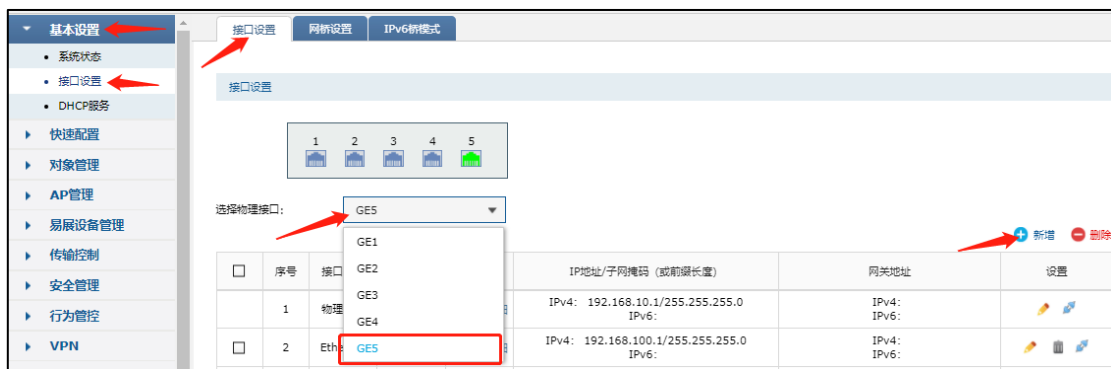 基本设置
系统状态
接口设置
DHCP服务
快速配置
对象管理
AP管理
易展设备管理
传输控制
安全管理
行为管控
VPN
接口设置 网桥设置 IPv6桥模式
接口设置
1 2 3 4 5
选择物理接口: GE5
GE1
GE2
GE3
GE4
GE5
新增 删除
序号 接口 IP地址/子网掩码 (或前缀长度) 网关地址 设置
1 物理 IPv4: 192.168.10.1/255.255.255.0 IPv4:
IPv6: IPv6:
2 Eth IPv4: 192.168.100.1/255.255.255.0 IPv4:
IPv6: IPv6: